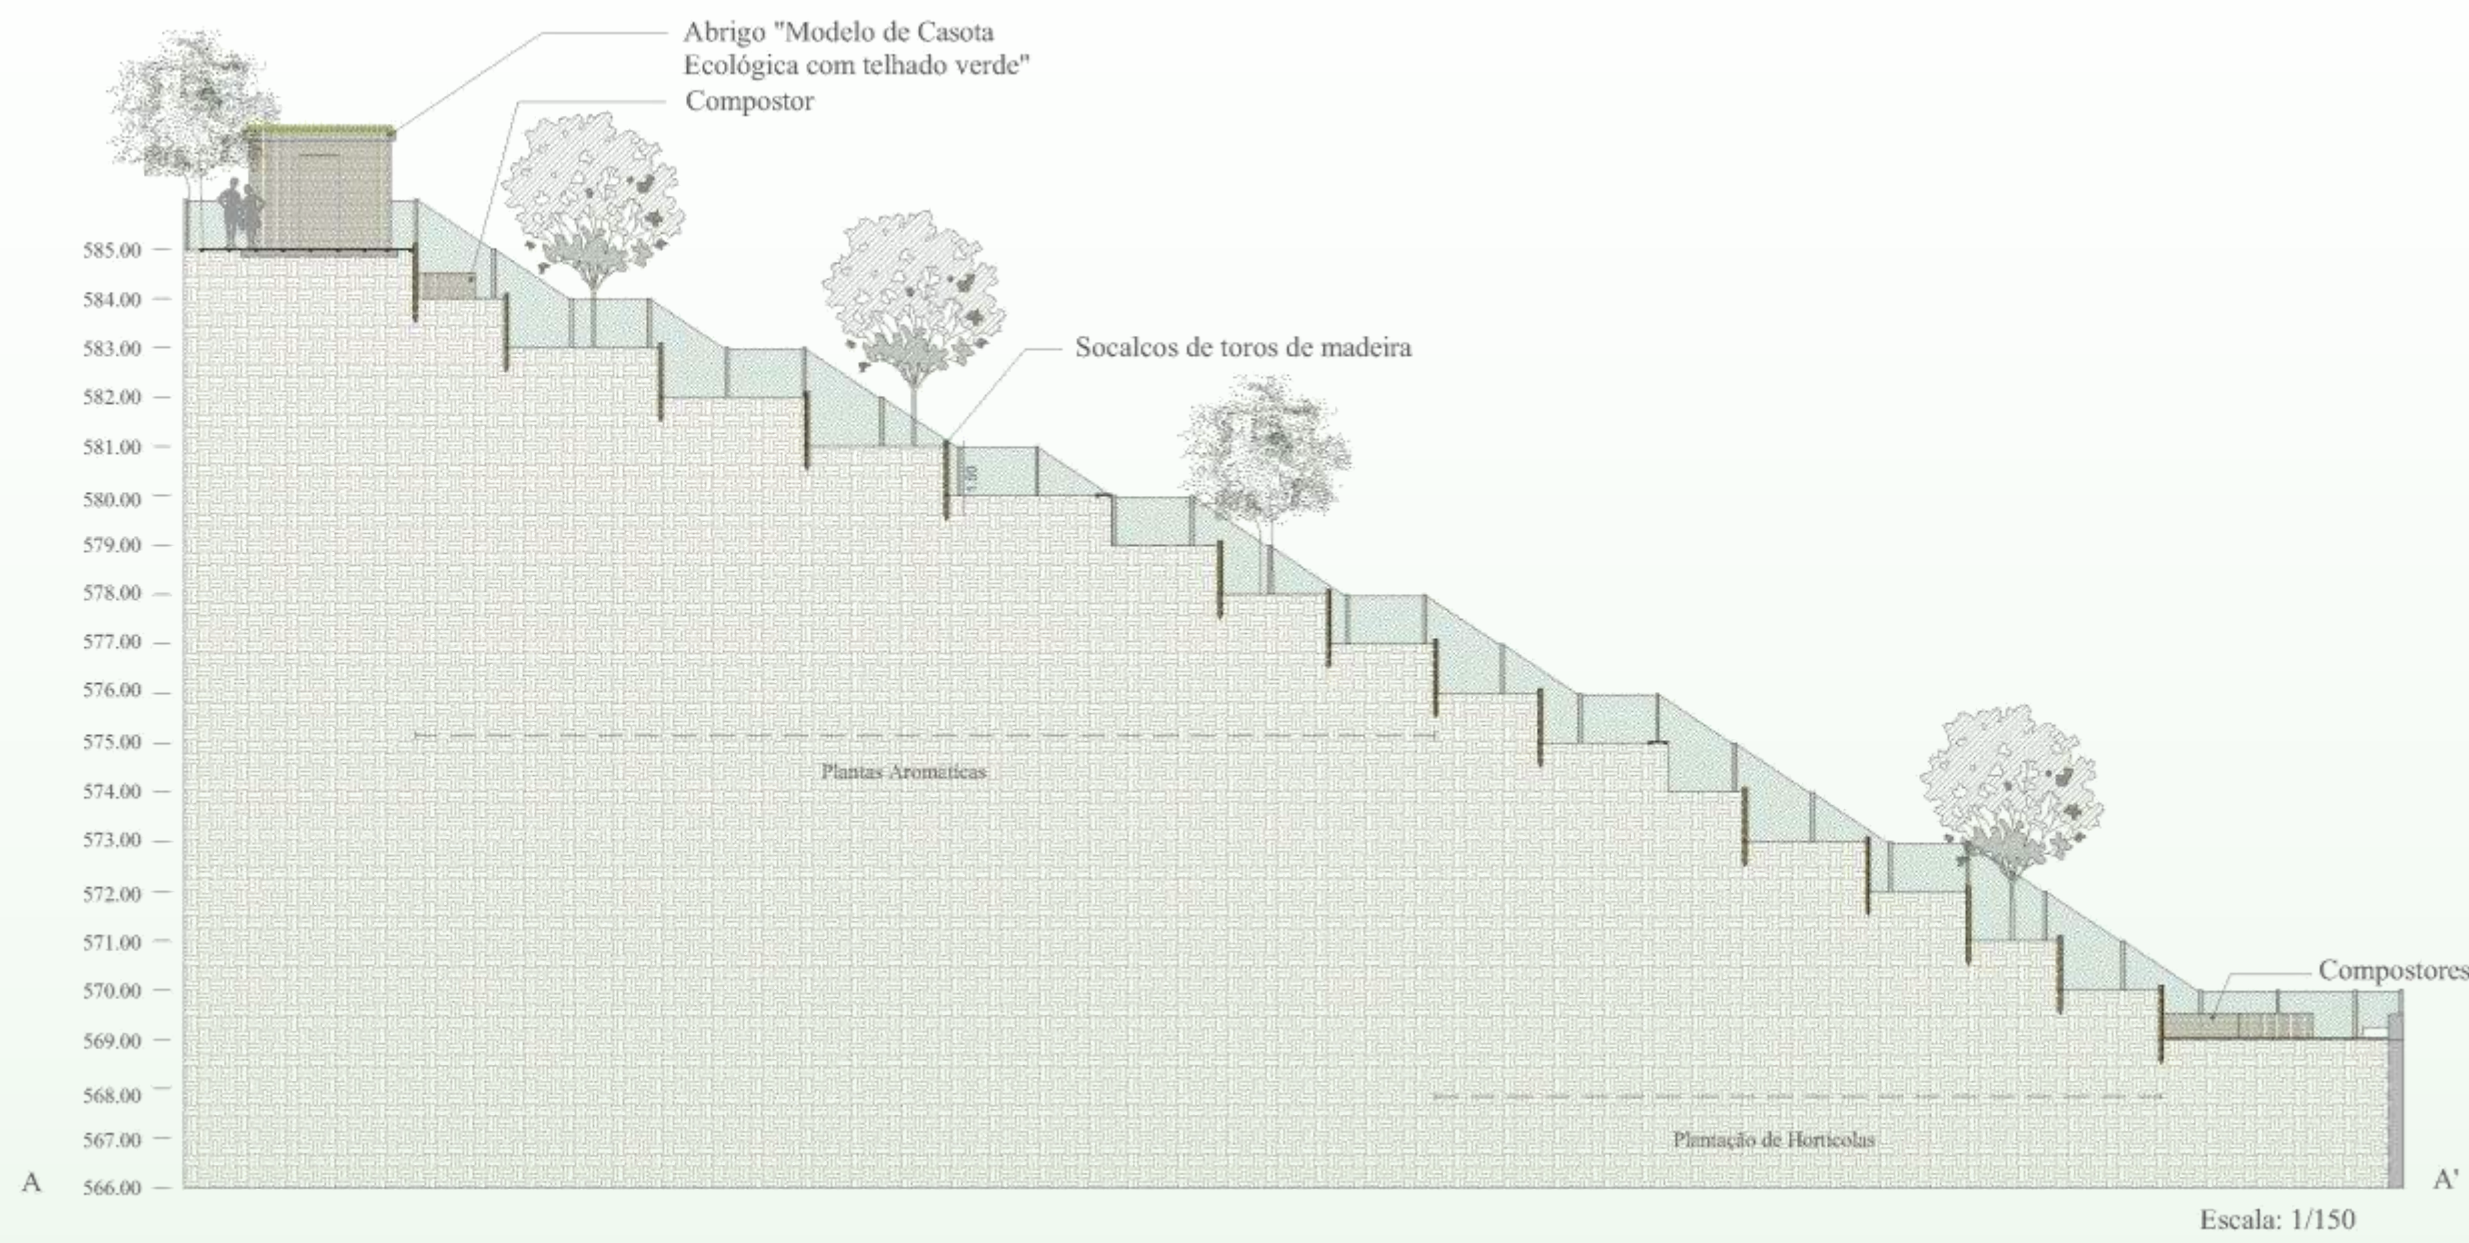 Abrigo "Modelo de Casota
Ecológica com telhado verde"
Compostor
Socalcos de toros de madeira
585.00
584.00
583.00
582.00
581.00
580.00
579.00
578.00
577.00
576.00
575.00
574.00
573.00
572.00
571.00
570.00
569.00
568.00
567.00
566.00
1.00
Plantas Aromaticas
Compostores
Plantação de Horticolas
A
A'
Escala: 1/150